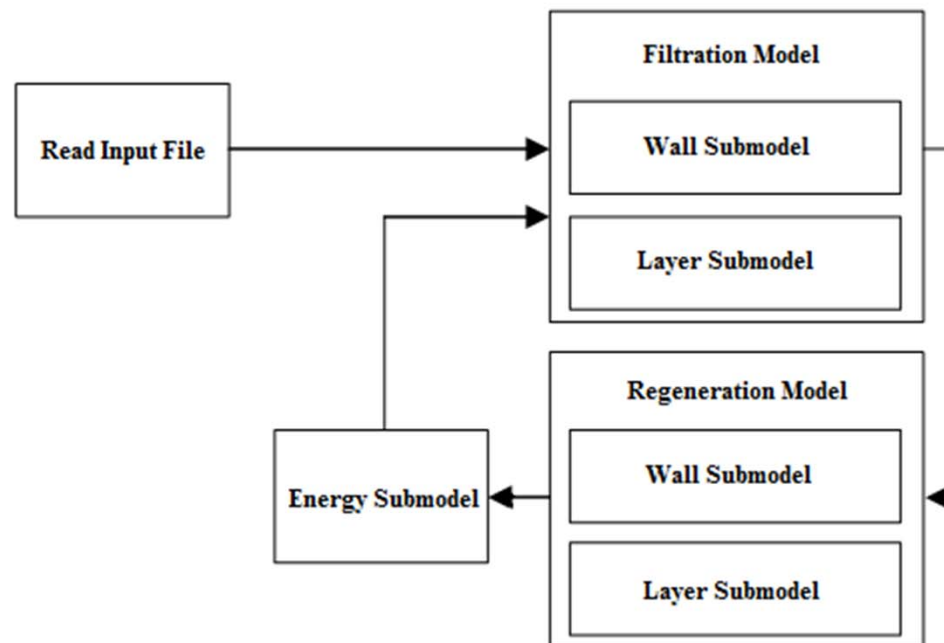 Read Input File
Filtration Model
Wall Submodel
Layer Submodel
Regeneration Model
Wall Submodel
Layer Submodel
Energy Submodel